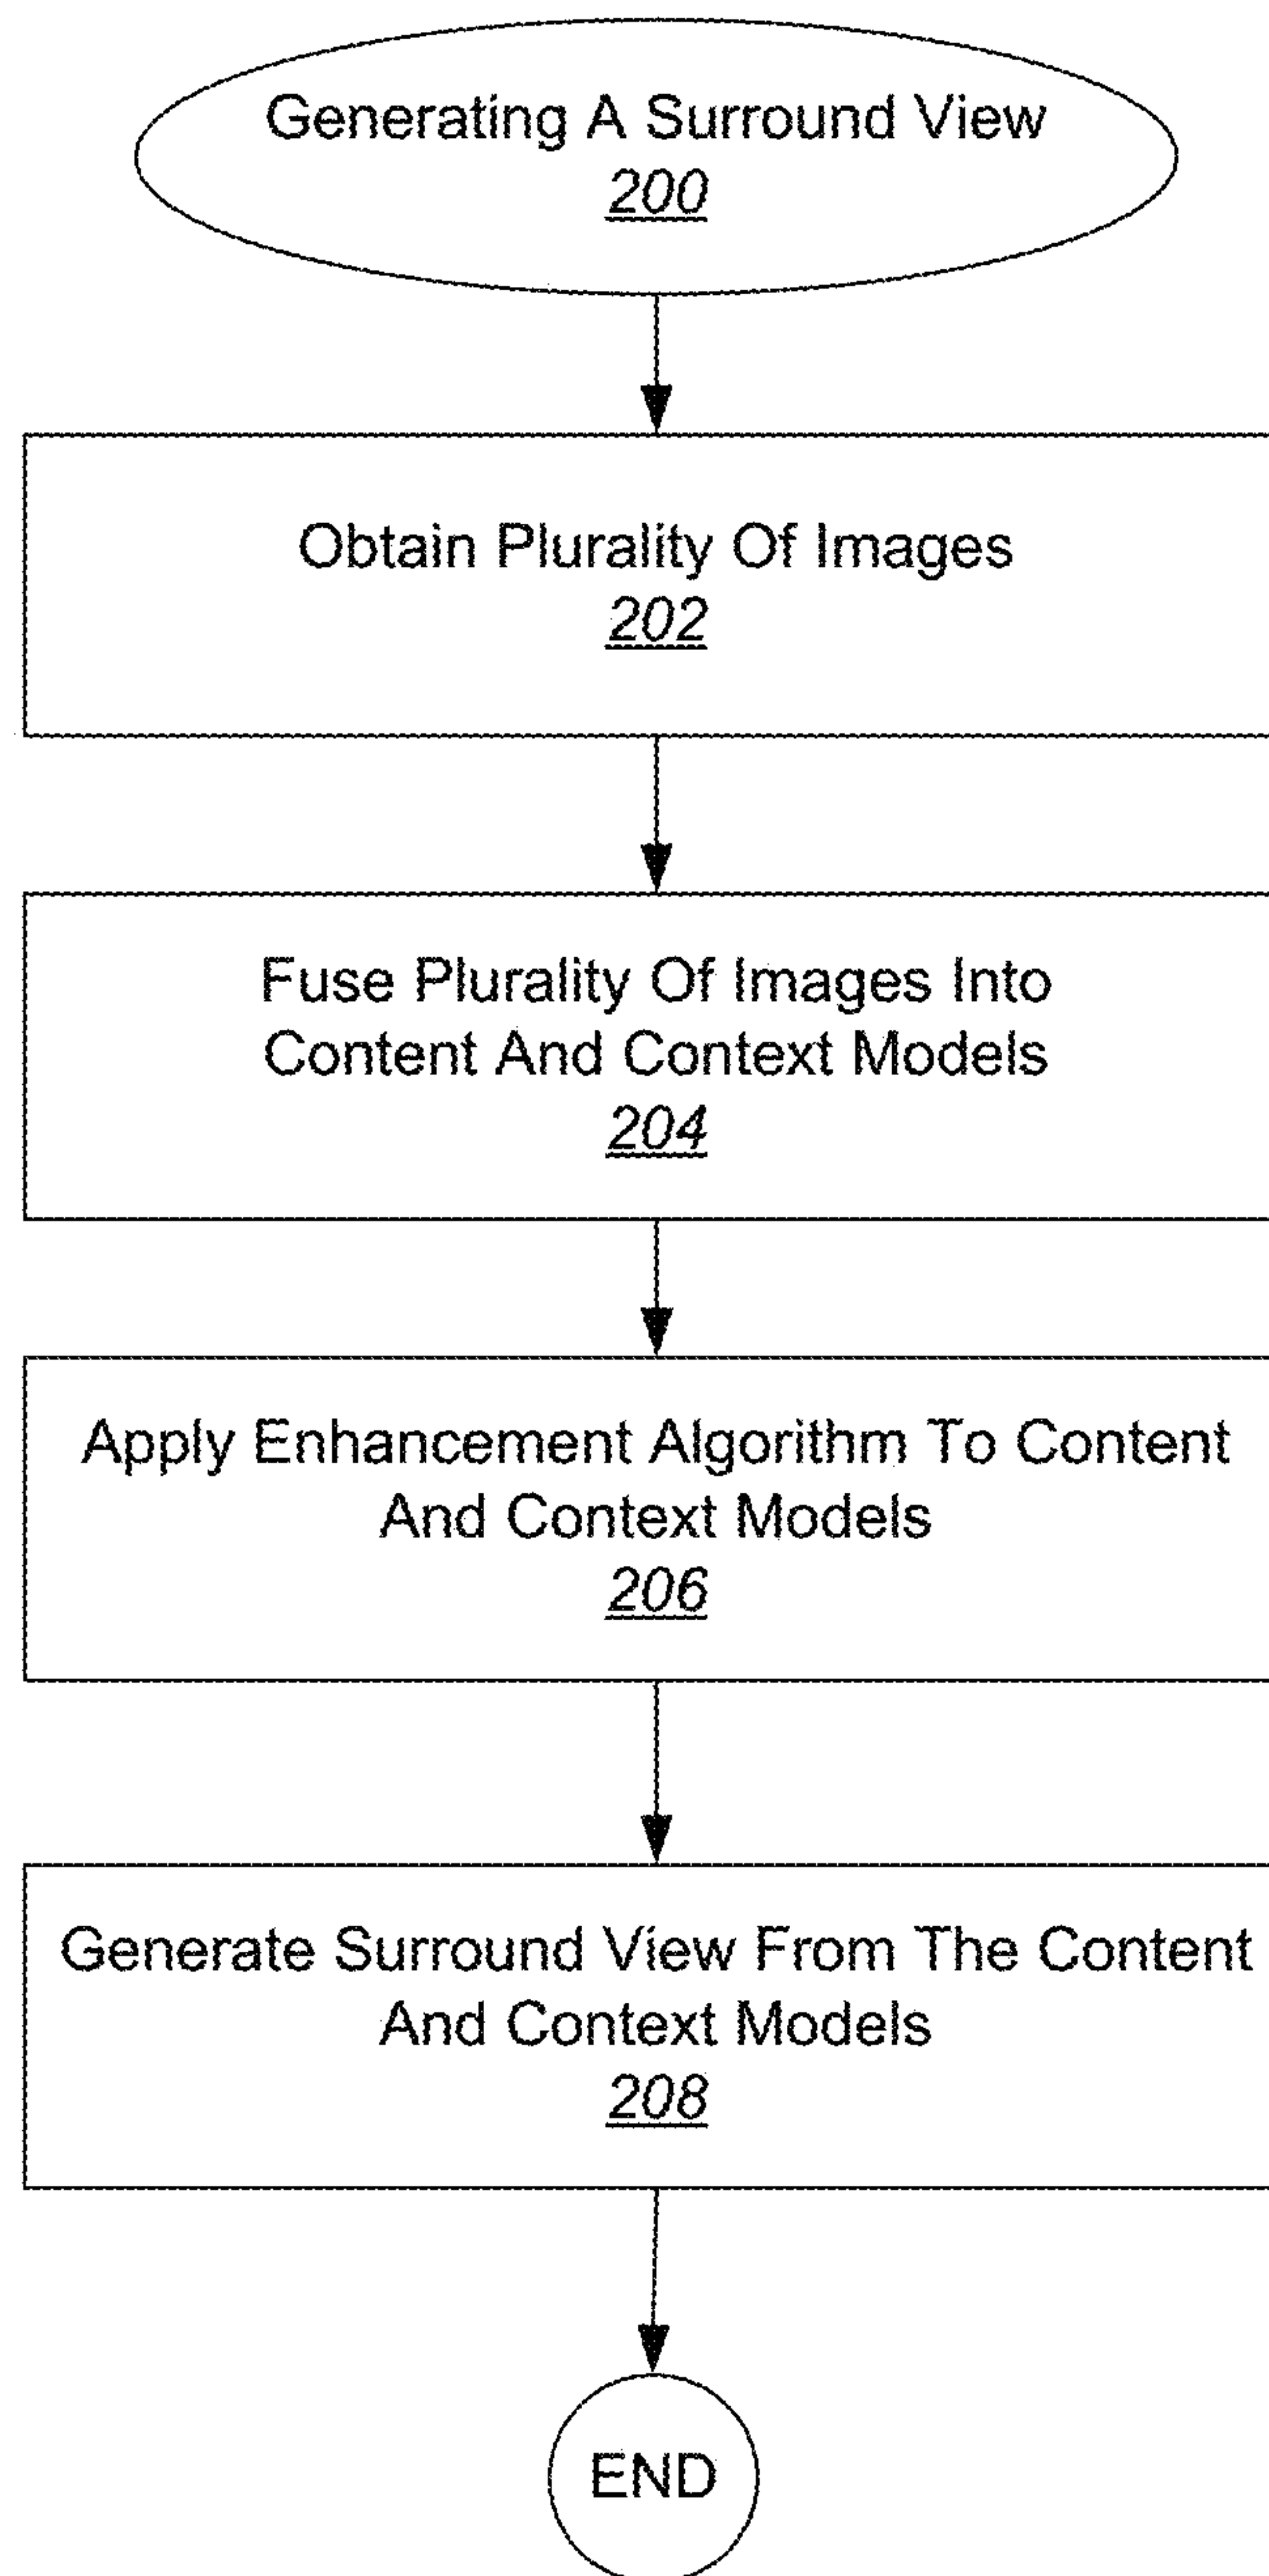 Generating A Surround View
200
Obtain Plurality Of Images
202
Fuse Plurality Of Images Into
Content And Context Models
204
Apply Enhancement Algorithm To Content
And Context Models
206
Generate Surround View From The Content
And Context Models
208
END